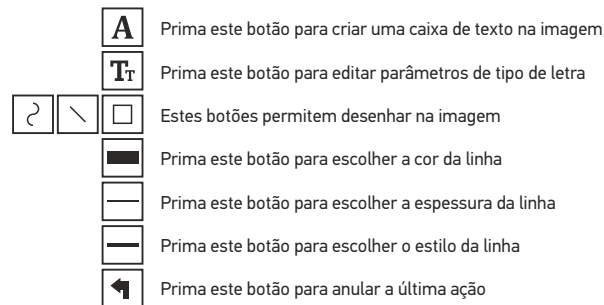 A Prima este botão para criar uma caixa de texto na imagem
TT Prima este botão para editar parâmetros de tipo de letra
Estes botões permitem desenhar na imagem
Prima este botão para escolher a cor da linha
Prima este botão para escolher a espessura da linha
Prima este botão para escolher o estilo da linha
Prima este botão para anular a última ação